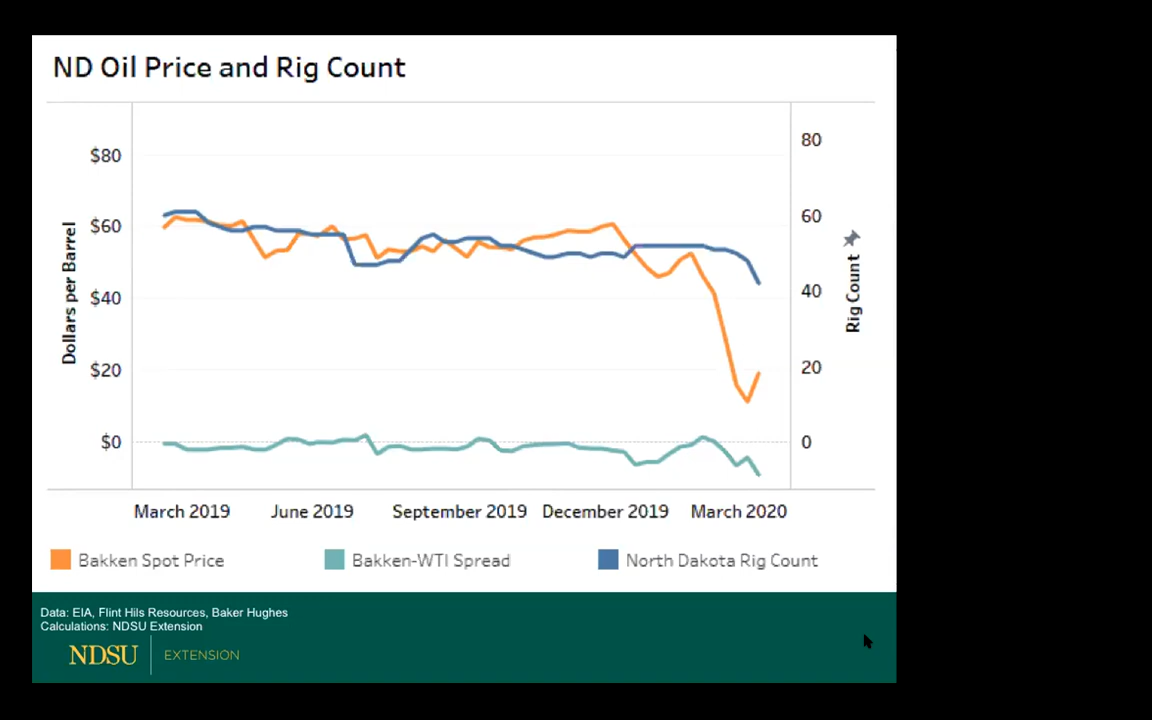 ND Oil Price and Rig Count
Dollars per Barrel
$80
$60
$40
$20
$0
80
60
40
20
0
Rig Count
March 2019 June 2019 September 2019 December 2019 March 2020
Bakken Spot Price Bakken-WTI Spread North Dakota Rig Count
Data: EIA, Flint Hils Resources, Baker Hughes
Calculations: NDSU Extension
NDSU EXTENSION